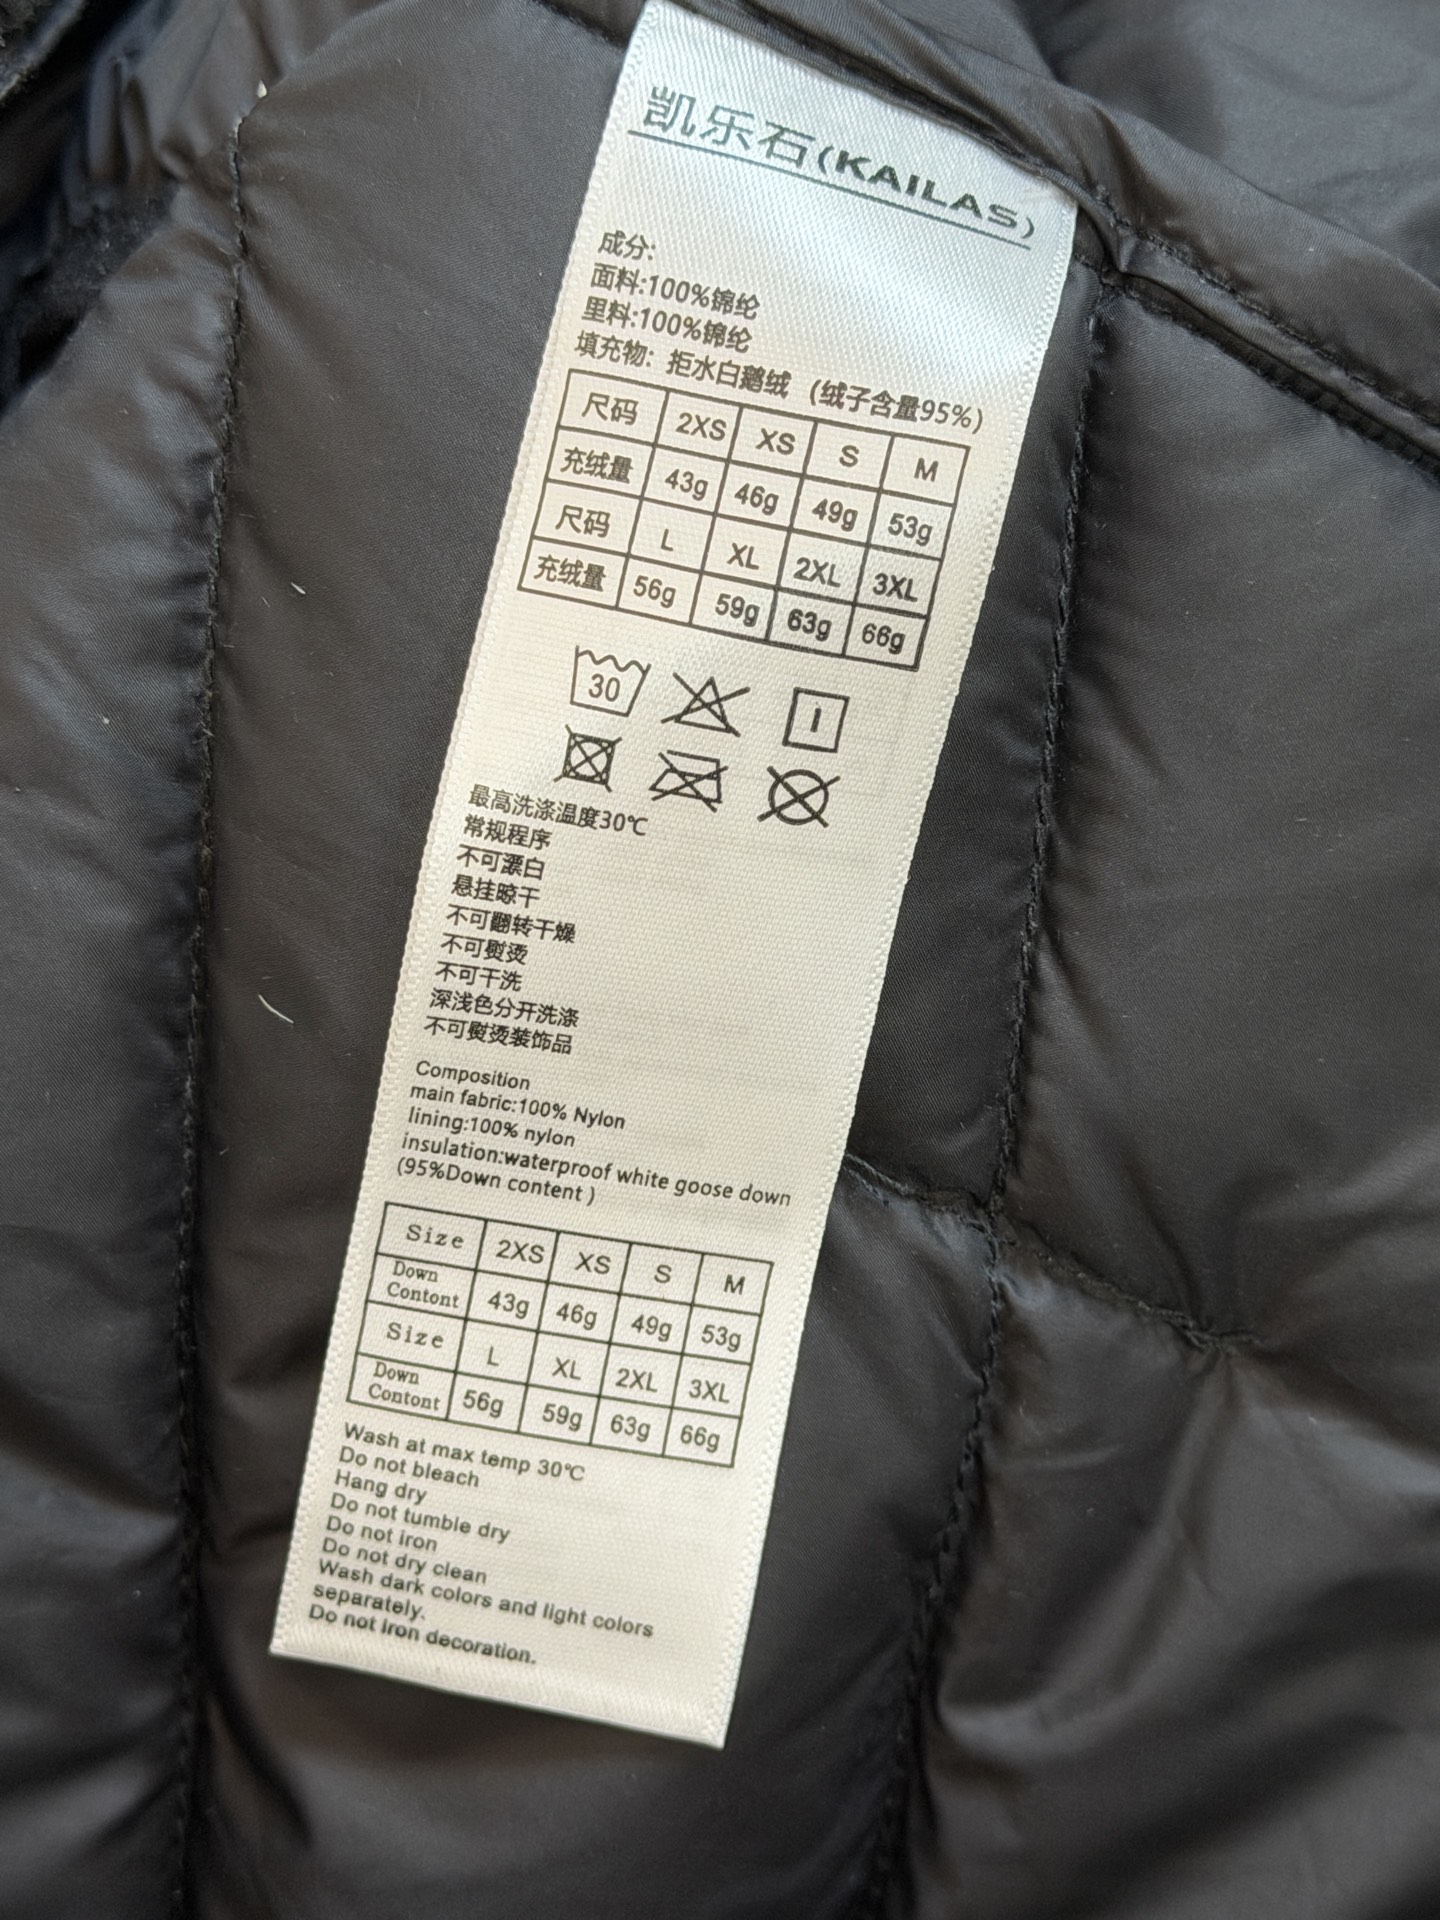 凯乐石(KAILAS)
成分:
面料:100%锦纶
里料:100%锦纶
填充物: 拒水白鹅绒 (绒子含量95%)
尺码 2XS XS S M
充绒量 43g 46g 49g 53g
尺码 L XL 2XL 3XL
充绒量 56g 59g 63g 66g
30
最高洗涤温度30℃
常规程序
不可漂白
悬挂晾干
不可翻转干燥
不可熨烫
不可干洗
深浅色分开洗涤
不可熨烫装饰品
Composition
main fabric:100% Nylon
lining:100% nylon
insulation:waterproof white goose down
(95%Down content )
Size 2XS XS S M
Down Contont 43g 46g 49g 53g
Size L XL 2XL 3XL
Down Contont 56g 59g 63g 66g
Wash at max temp 30℃
Do not bleach
Hang dry
Do not tumble dry
Do not iron
Do not dry clean
Wash dark colors and light colors
separately.
Do not iron decoration.